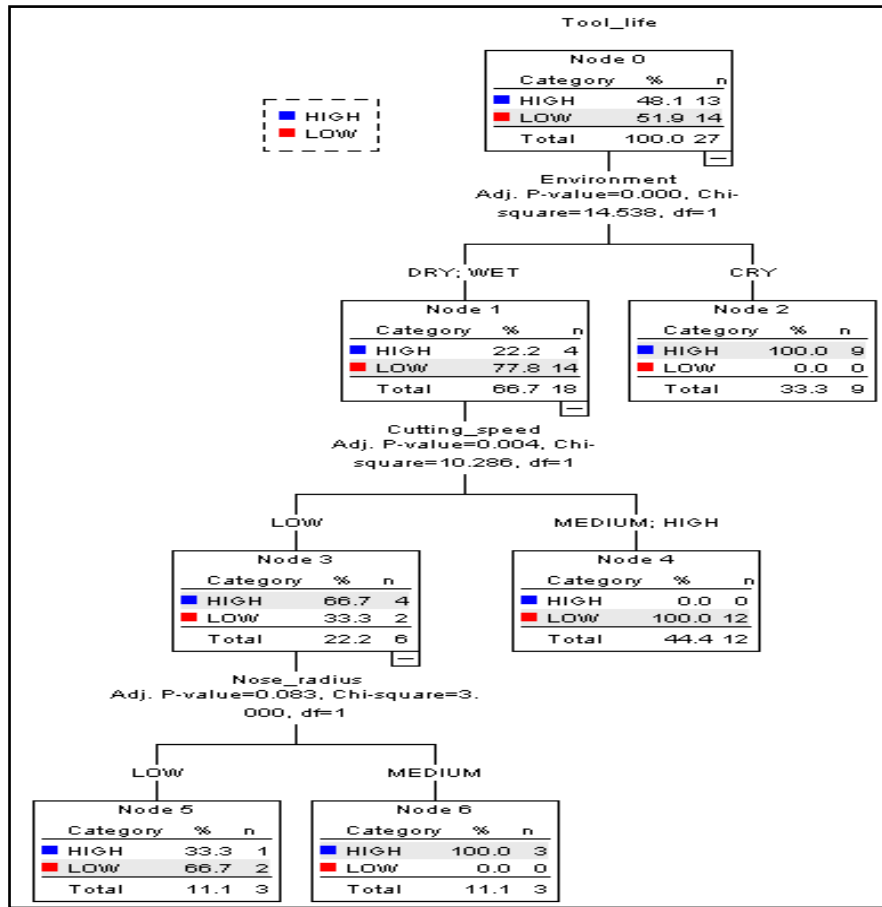 Tool_life
HIGH
LOW
Node 0
Category % n
HIGH 48.1 13
LOW 51.9 14
Total 100.0 27
Environment
Adj. P-value=0.000, Chi-
square=14.538, df=1
DRY; WET
CRY
Node 1
Category % n
HIGH 22.2 4
LOW 77.8 14
Total 66.7 18
Node 2
Category % n
HIGH 100.0 9
LOW 0.0 0
Total 33.3 9
Cutting_speed
Adj. P-value=0.004, Chi-
square=10.286, df=1
LOW
MEDIUM; HIGH
Node 3
Category % n
HIGH 66.7 4
LOW 33.3 2
Total 22.2 6
Node 4
Category % n
HIGH 0.0 0
LOW 100.0 12
Total 44.4 12
Nose_radius
Adj. P-value=0.083, Chi-square=3.
000, df=1
LOW
MEDIUM
Node 5
Category % n
HIGH 33.3 1
LOW 66.7 2
Total 11.1 3
Node 6
Category % n
HIGH 100.0 3
LOW 0.0 0
Total 11.1 3